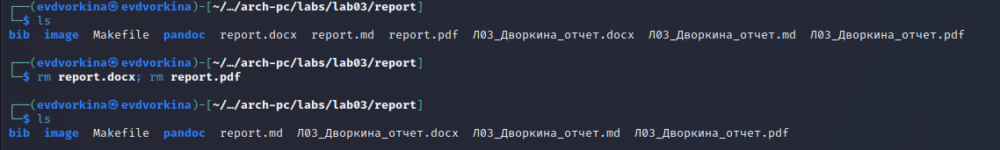 ┌──(evdvorkina㉿evdvorkina)-[~/…/arch-pc/labs/lab03/report]
└─$ ls
bib  image  Makefile  pandoc  report.docx  report.md  report.pdf  Л03_Дворкина_отчет.docx  Л03_Дворкина_отчет.md  Л03_Дворкина_отчет.pdf
┌──(evdvorkina㉿evdvorkina)-[~/…/arch-pc/labs/lab03/report]
└─$ rm report.docx; rm report.pdf
┌──(evdvorkina㉿evdvorkina)-[~/…/arch-pc/labs/lab03/report]
└─$ ls
bib  image  Makefile  pandoc  report.md  Л03_Дворкина_отчет.docx  Л03_Дворкина_отчет.md  Л03_Дворкина_отчет.pdf